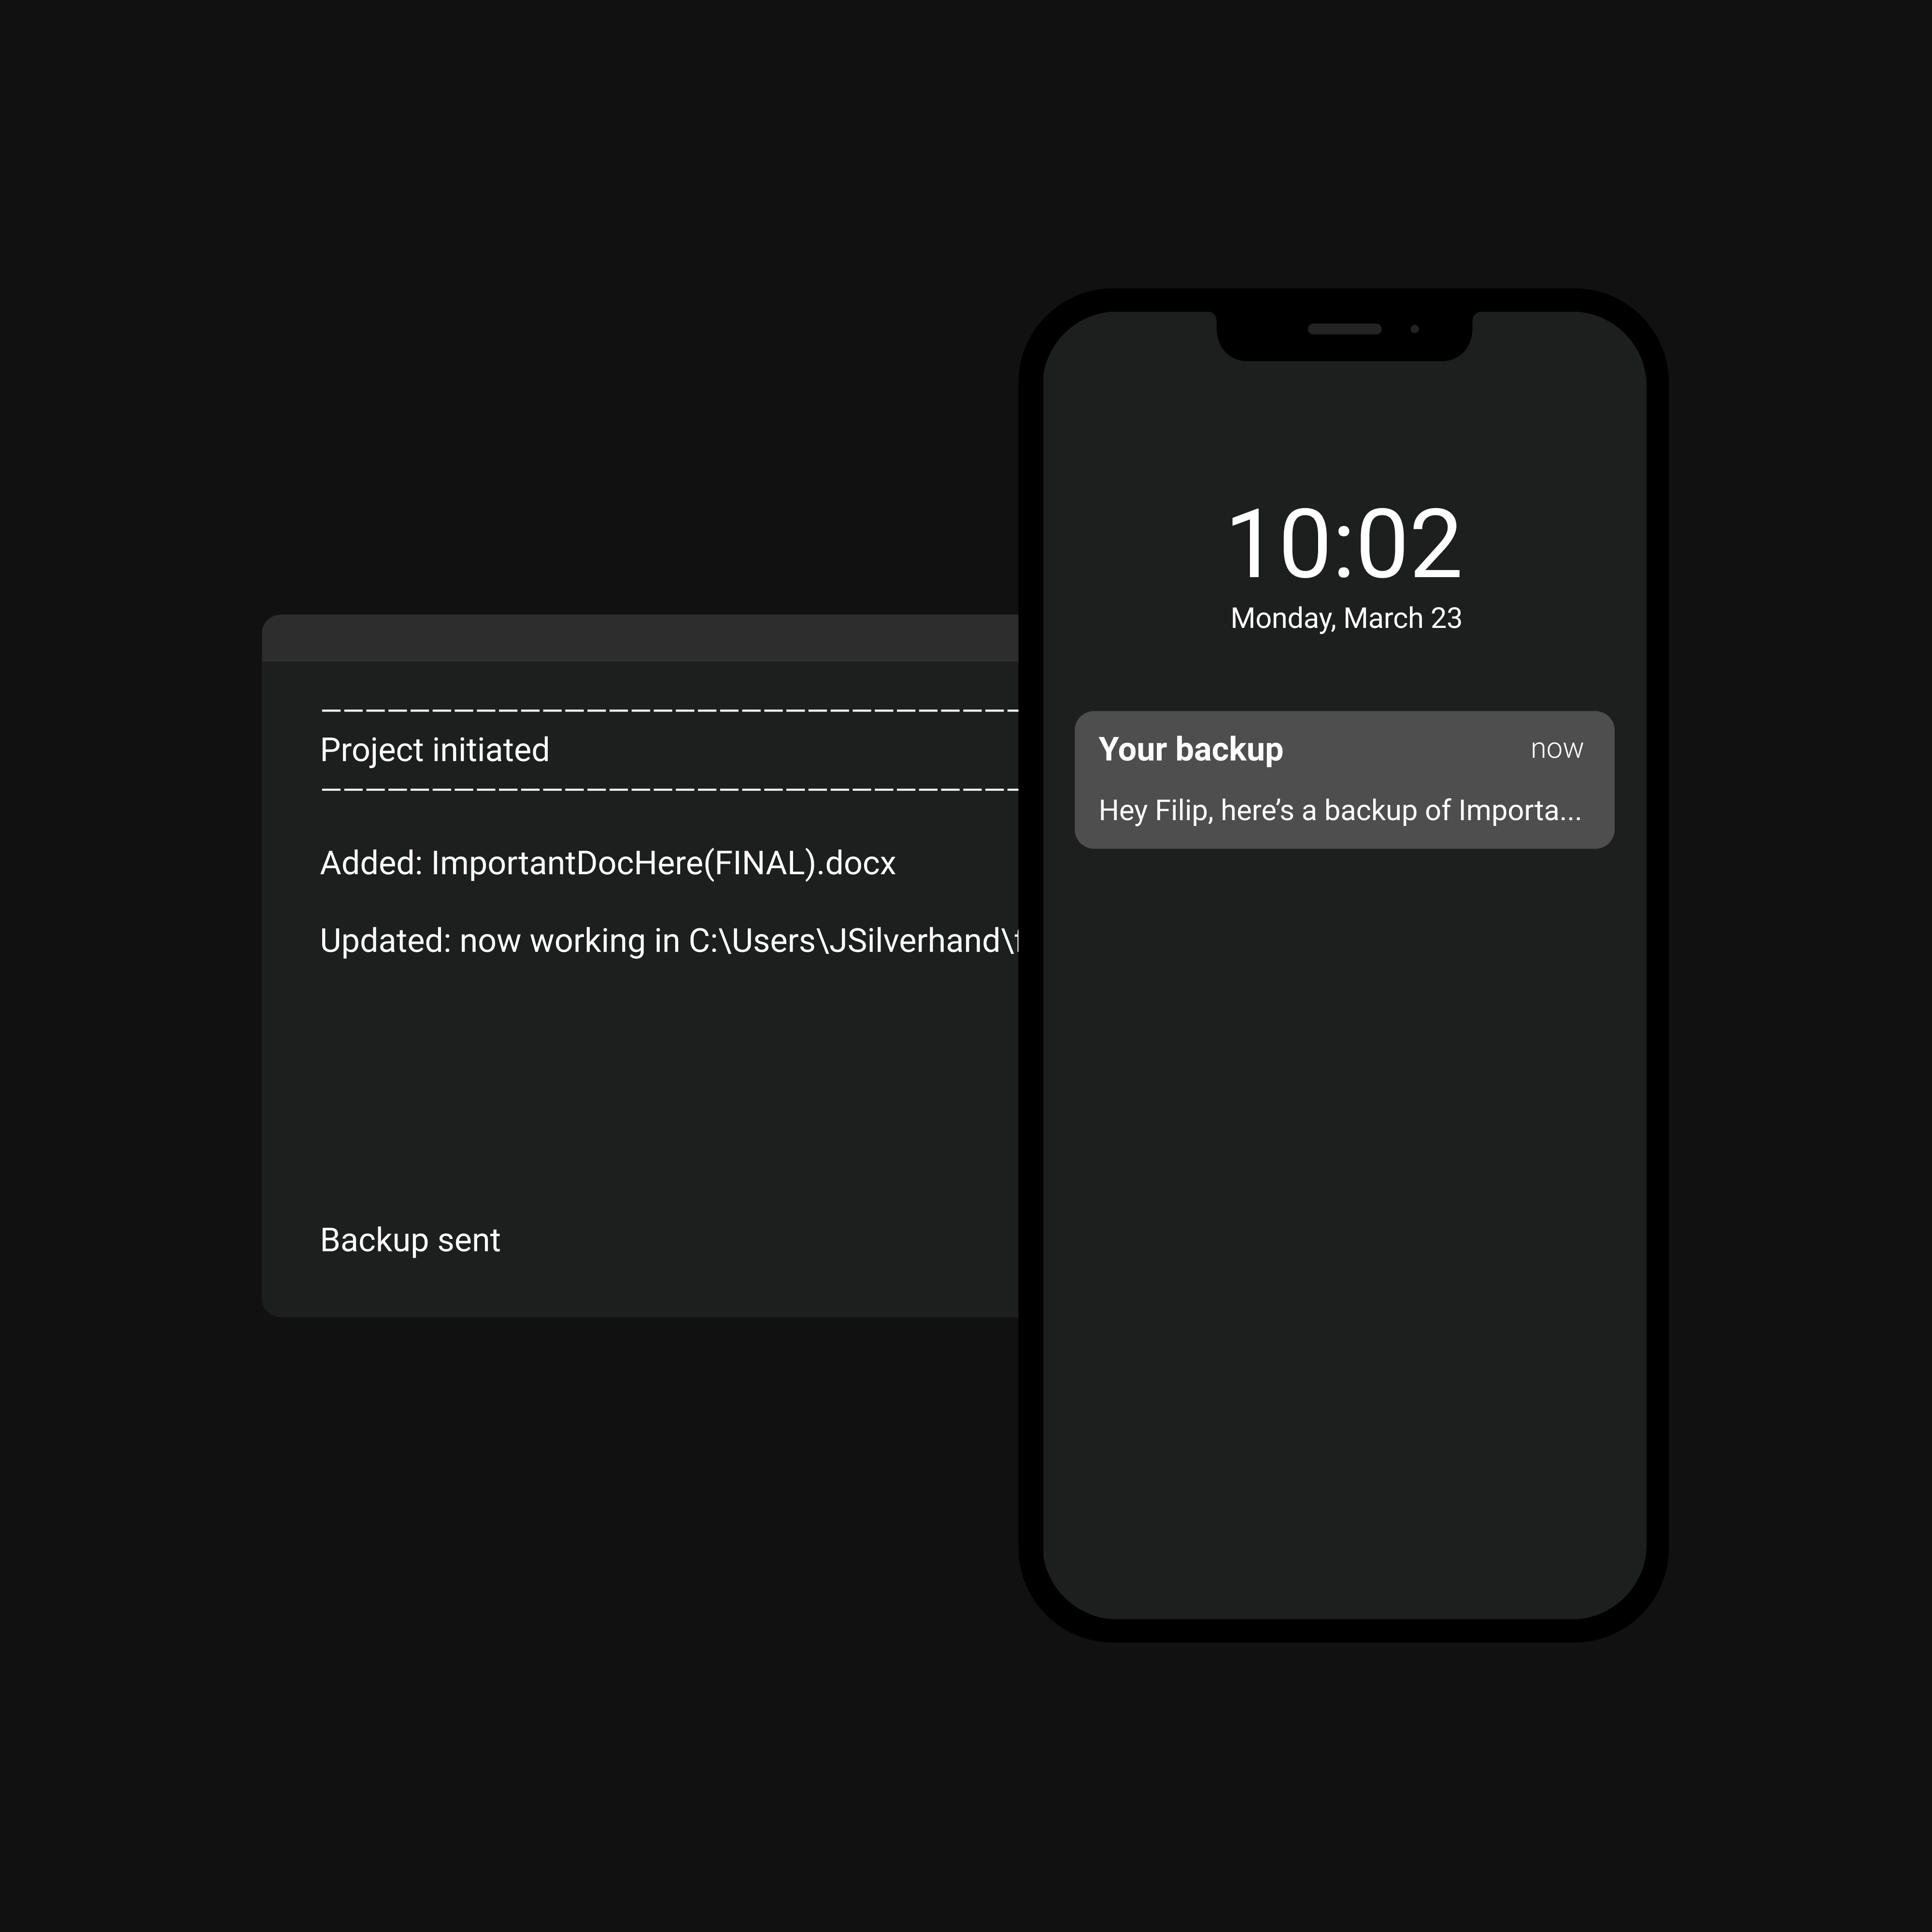 Project initiated
Added: ImportantDocHere(FINAL).docx
Updated: now working in C:\Users\JSilverhand\
Backup sent
10:02
Monday, March 23
Your backup
now
Hey Filip, here’s a backup of Importa...